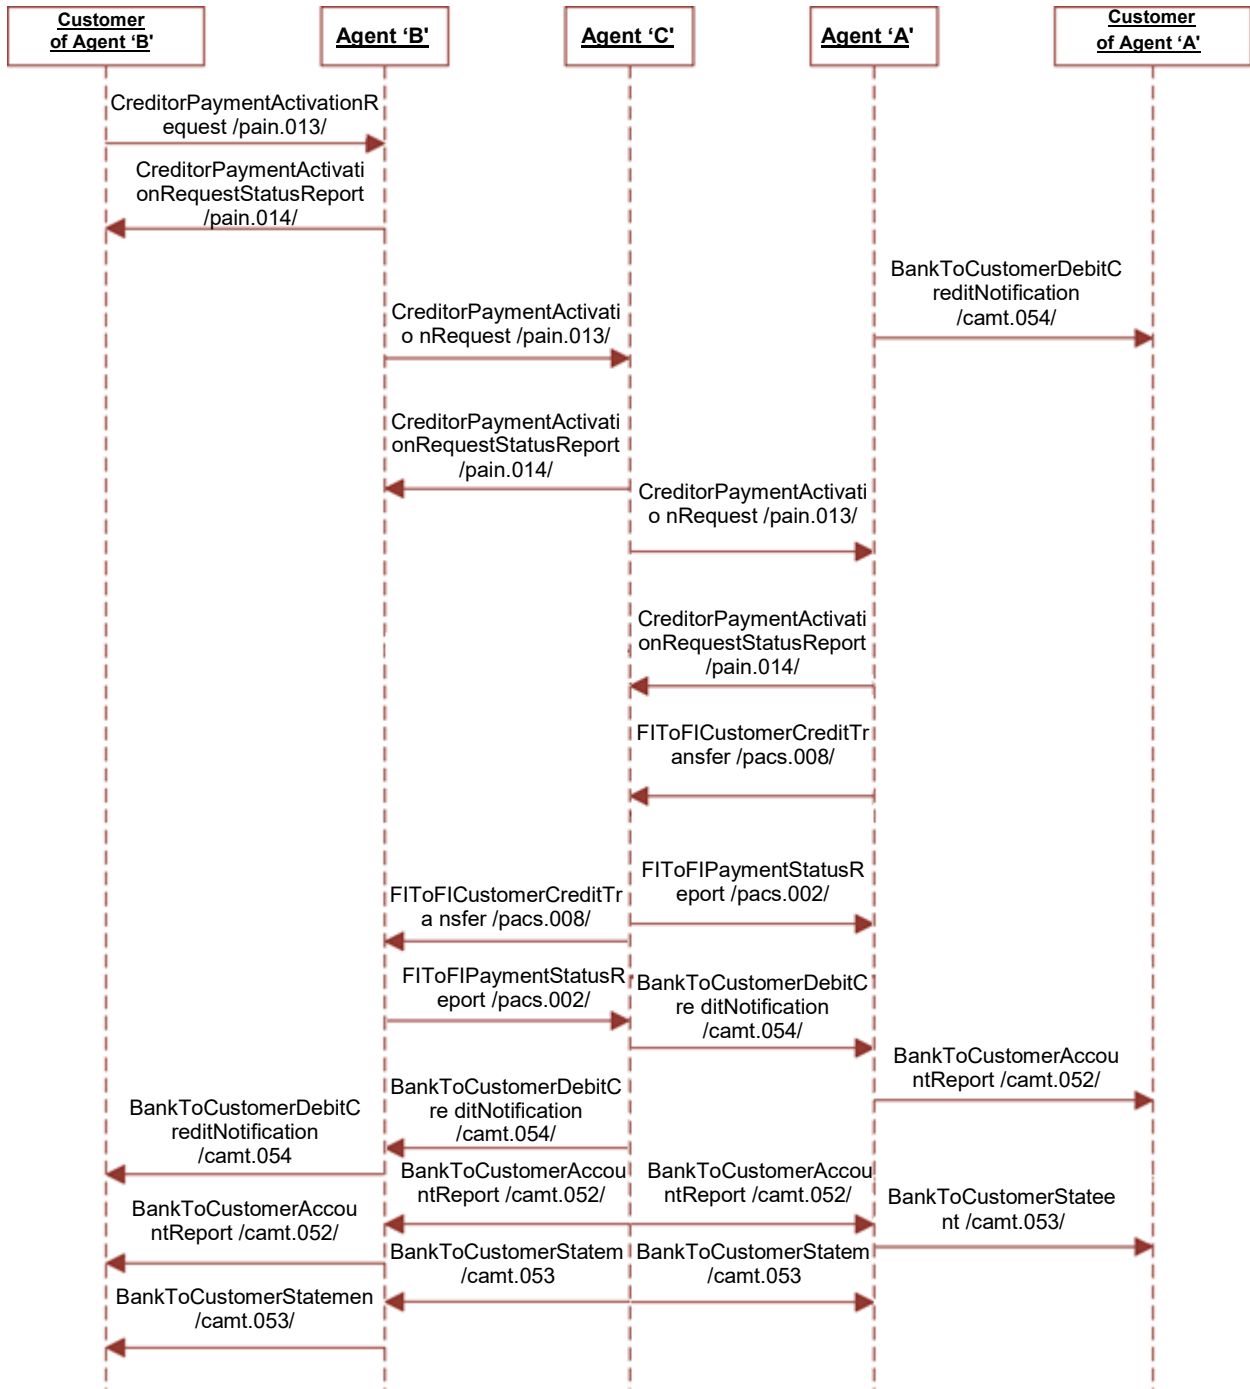 Customer
of Agent ‘B'
Agent ‘B'
Agent ‘C'
Agent ‘A'
Customer
of Agent ‘A'
CreditorPaymentActivationR
equest /pain.013/
CreditorPaymentActivati
onRequestStatusReport
/pain.014/
BankToCustomerDebitC
reditNotification
/camt.054/
CreditorPaymentActivati
o nRequest /pain.013/
CreditorPaymentActivati
onRequestStatusReport
/pain.014/
CreditorPaymentActivati
o nRequest /pain.013/
CreditorPaymentActivati
onRequestStatusReport
/pain.014/
FIToFICustomerCreditTr
ansfer /pacs.008/
FIToFIPaymentStatusR
eport /pacs.002/
FIToFICustomerCreditTr
a nsfer /pacs.008/
FIToFIPaymentStatusR
eport /pacs.002/
BankToCustomerDebitC
re ditNotification
/camt.054/
BankToCustomerAccou
ntReport /camt.052/
BankToCustomerDebitC
re ditNotification
/camt.054/
BankToCustomerDebitC
reditNotification
/camt.054
BankToCustomerAccou
ntReport /camt.052/
BankToCustomerAccou
ntReport /camt.052/
BankToCustomerStatee
nt /camt.053/
BankToCustomerAccou
ntReport /camt.052/
BankToCustomerStatem
/camt.053
BankToCustomerStatem
/camt.053
BankToCustomerStatemen
/camt.053/